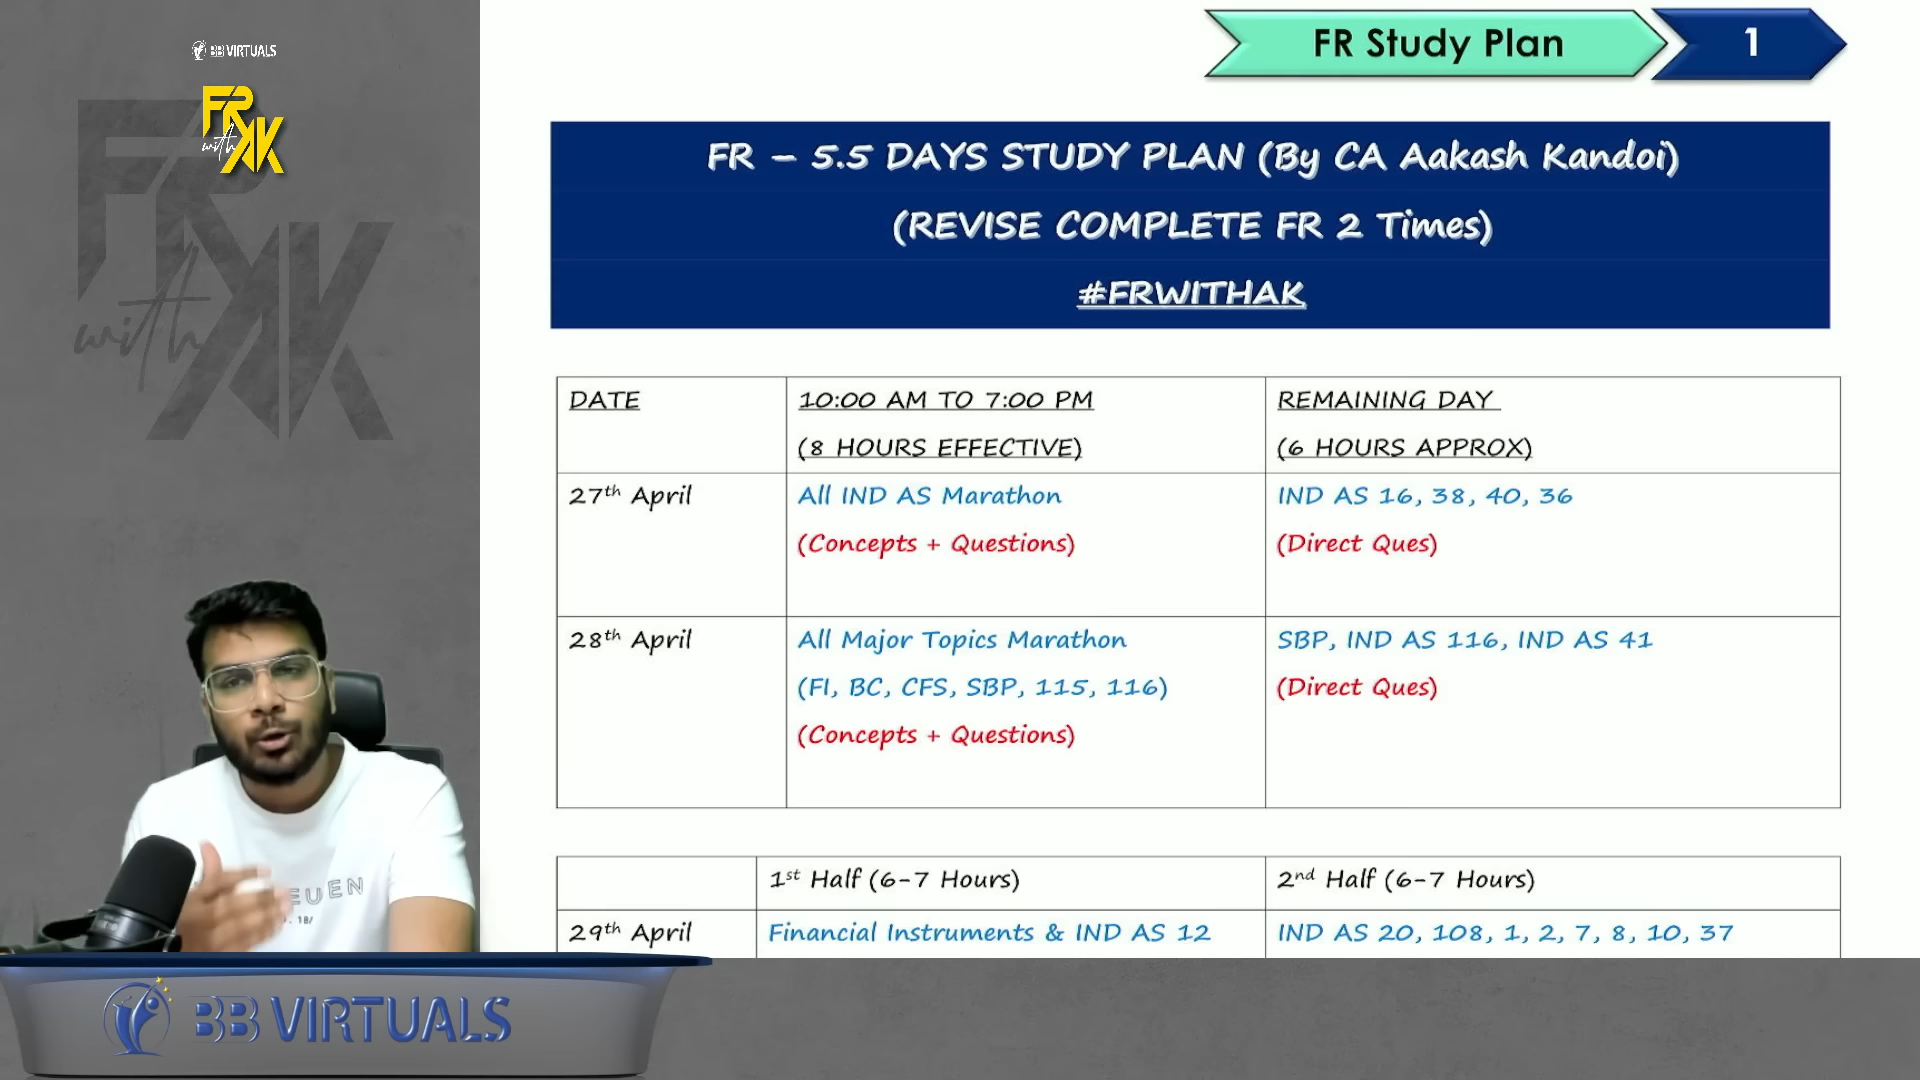 BB VIRTUALS
FR
with
AK
FR
with
AK
FR Study Plan
1
FR – 5.5 DAYS STUDY PLAN (By CA Aakash Kandoi)
(REVISE COMPLETE FR 2 Times)
#FRWITHAK
DATE
10:00 AM TO 7:00 PM
(8 HOURS EFFECTIVE)
REMAINING DAY
(6 HOURS APPROX)
27th April
All IND AS Marathon
(Concepts + Questions)
IND AS 16, 38, 40, 36
(Direct Ques)
28th April
All Major Topics Marathon
(FI, BC, CFS, SBP, 115, 116)
(Concepts + Questions)
SBP, IND AS 116, IND AS 41
(Direct Ques)
1st Half (6-7 Hours)
2nd Half (6-7 Hours)
29th April
Financial Instruments & IND AS 12
IND AS 20, 108, 1, 2, 7, 8, 10, 37
BB VIRTUALS